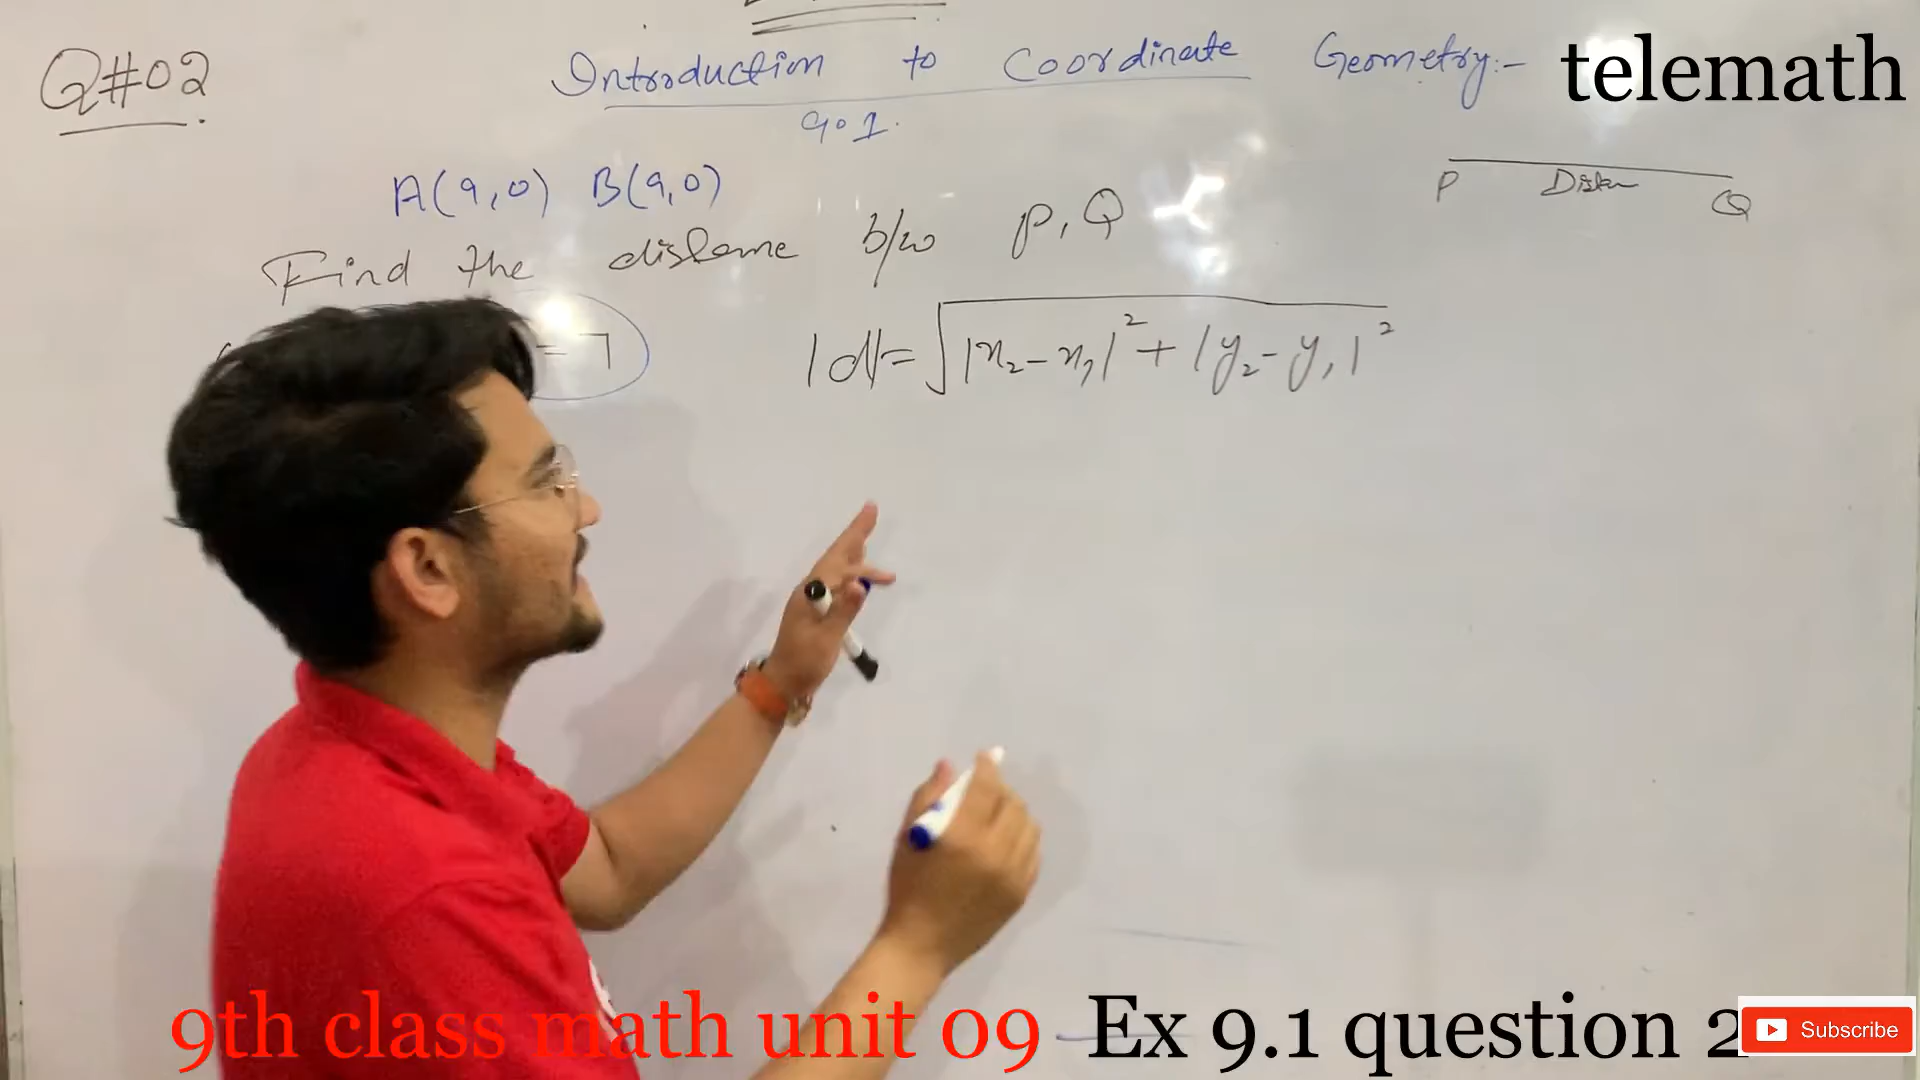 Q#02
Introduction to Coordinate Geometry:-
telemath
9.1.
A(9,0) B(9,0)
P Q
Find the distance b/w P, Q
= 7
|d|= √|x₂-x₁|² + |y₂-y₁|²
9th class math unit 09 Ex 9.1 question 2
Subscribe